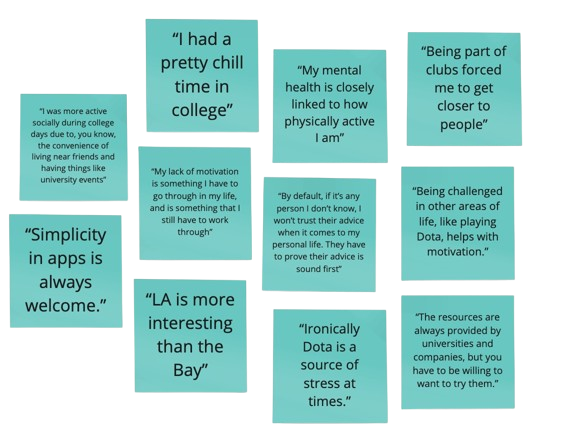 “I had a
pretty chill
time in
college”
“My mental
health is closely
linked to how
physically active
I am”
“Being part of
clubs forced
me to get
closer to
people”
“I was more active
socially during college
days due to, you know,
the convenience of
living near friends and
having things like
university events”
“My lack of motivation
is something I have to
go through in my life,
and is something that I
still have to work
through”
“By default, if it’s any
person I don’t know, I
won’t trust their advice
when it comes to my
personal life. They have
to prove their advice is
sound first”
“Being challenged
in other areas of
life, like playing
Dota, helps with
motivation.”
“Simplicity
in apps is
always
welcome.”
“LA is more
interesting
than the
Bay”
“Ironically
Dota is a
source of
stress at
times.”
“The resources are
always provided by
universities and
companies, but you
have to be willing to
want to try them.”